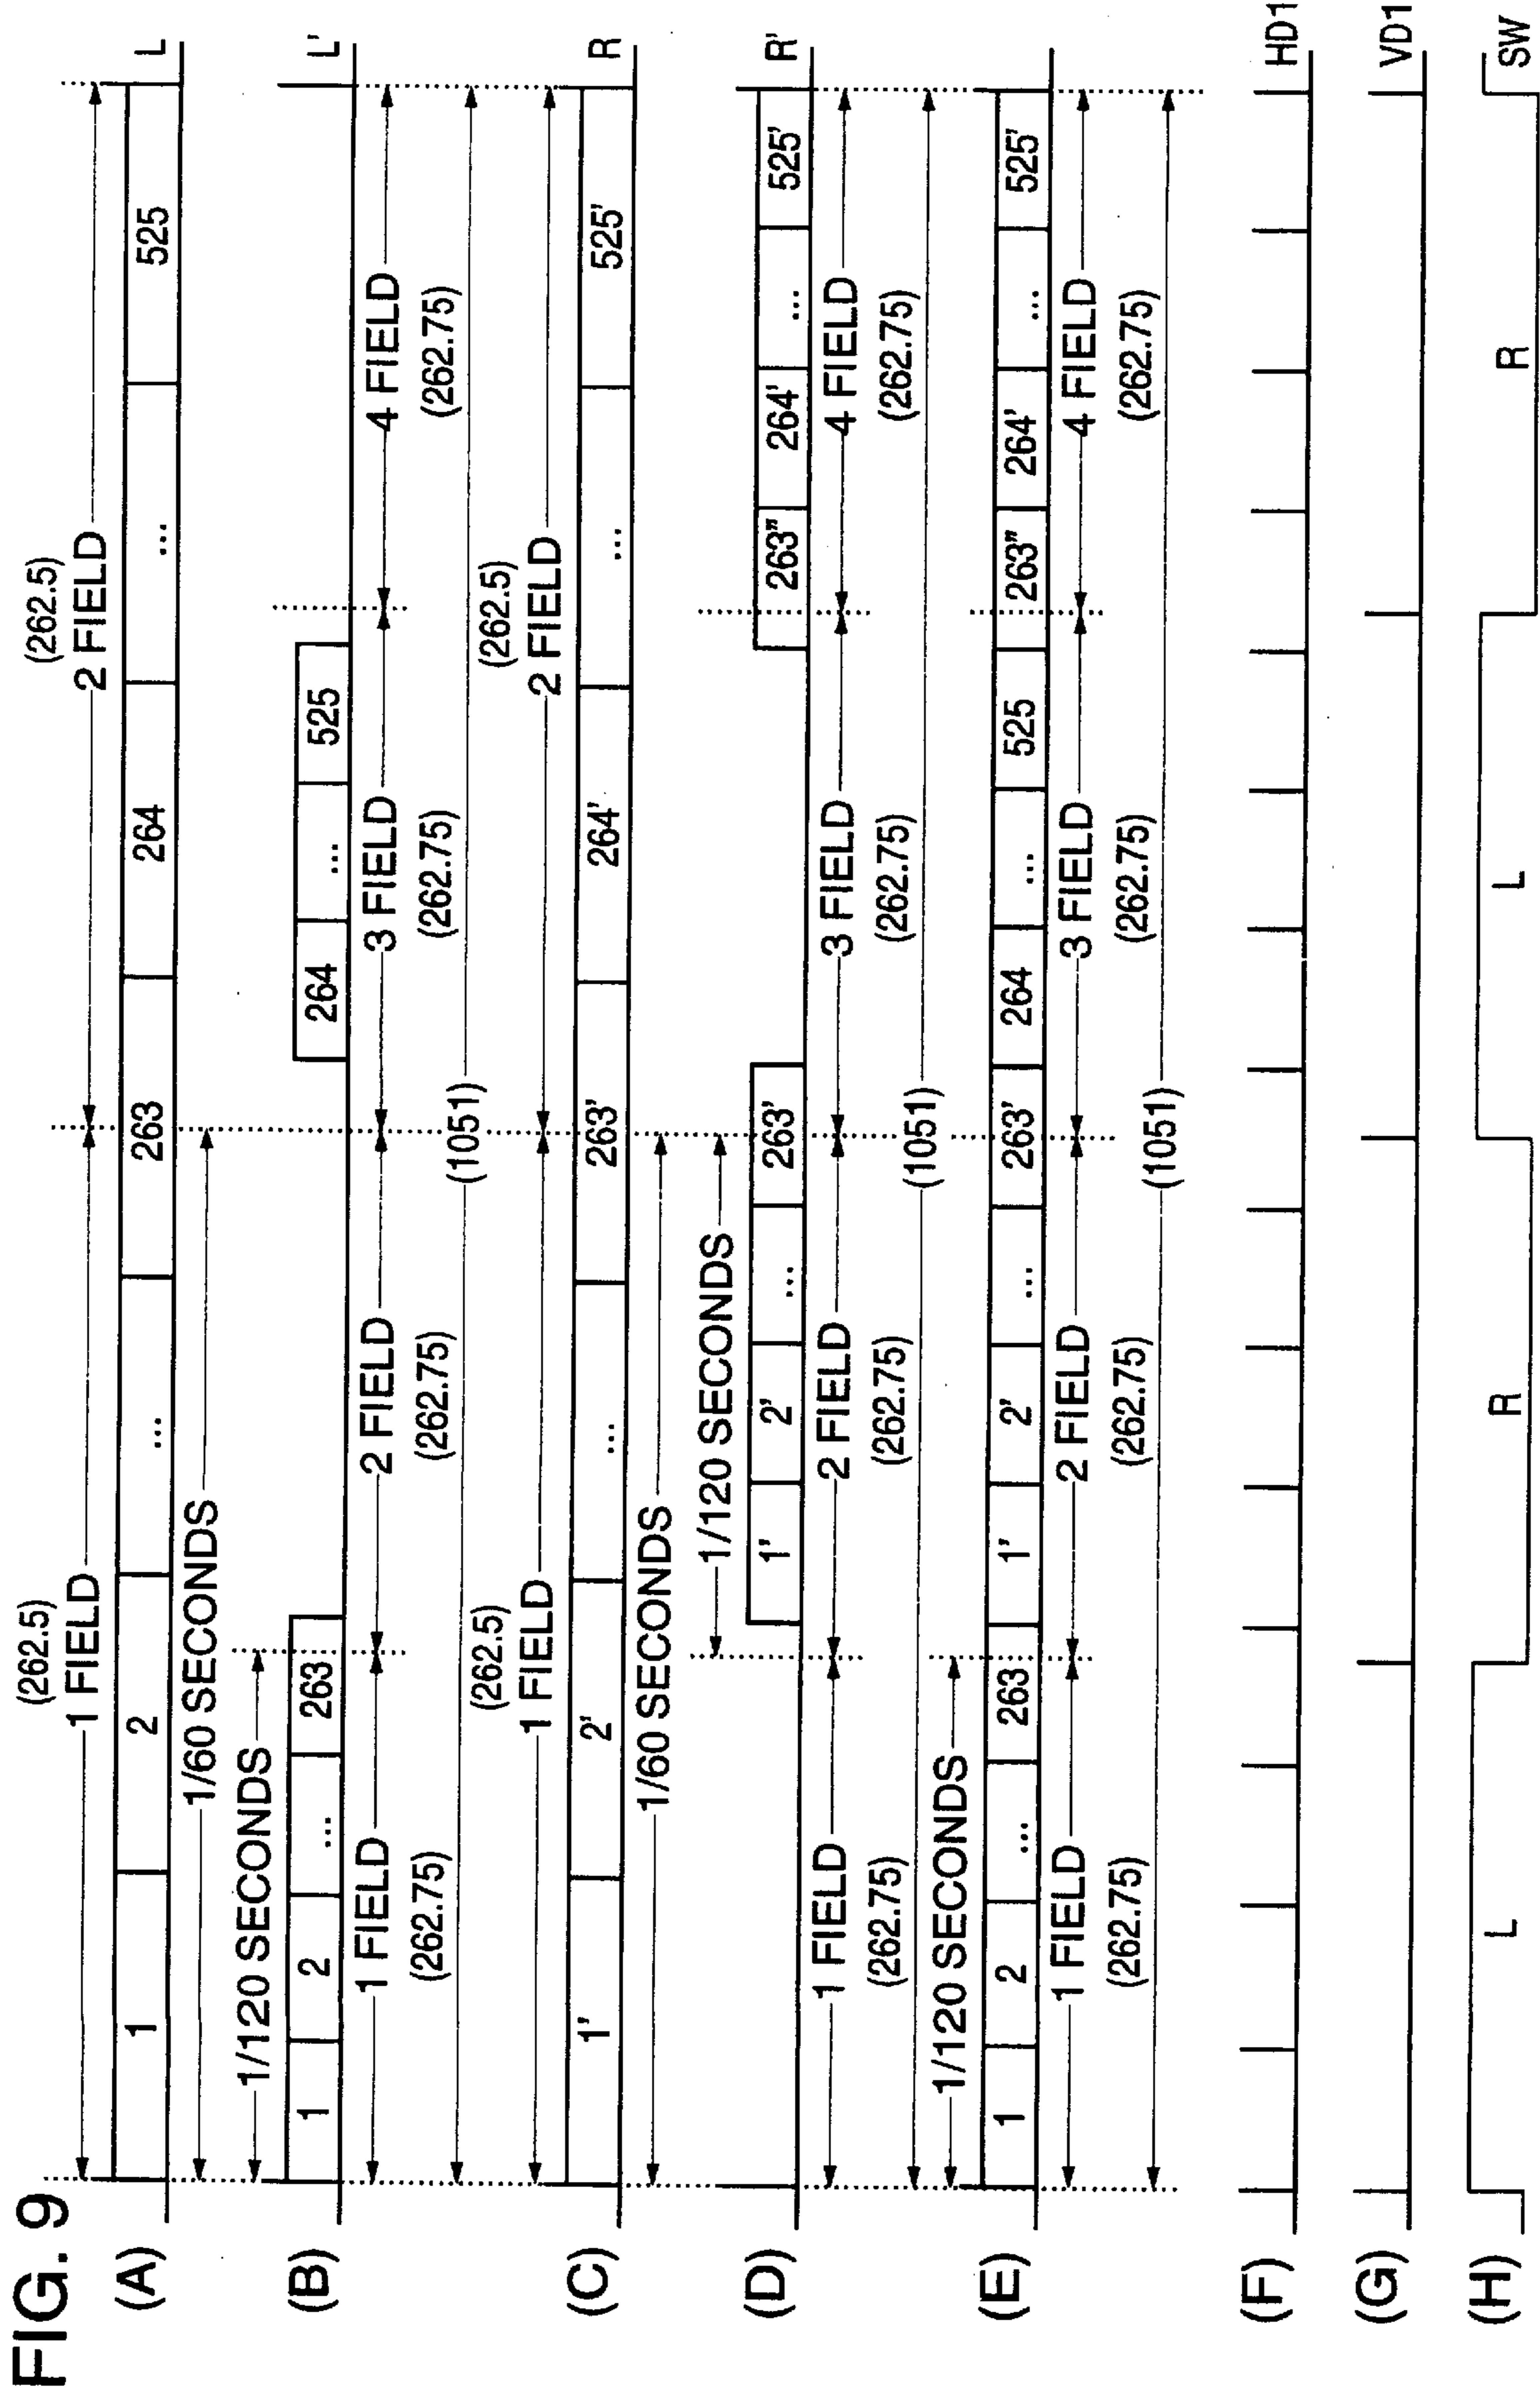 FIG. 9
(A)
(262.5)
1 FIELD
(262.5)
2 FIELD
1 2 ... 263 264 ... 525 L
1/60 SECONDS
(B)
1/120 SECONDS
1 2 ... 263 264 ... 525 L'
1 FIELD 2 FIELD 3 FIELD 4 FIELD
(262.75) (262.75) (262.75) (262.75)
(1051)
(C)
(262.5)
1 FIELD
(262.5)
2 FIELD
1' 2' ... 263' 264' ... 525' R
1/60 SECONDS
(D)
1/120 SECONDS
1' 2' ... 263' 263" 264' ... 525' R'
1 FIELD 2 FIELD 3 FIELD 4 FIELD
(262.75) (262.75) (262.75) (262.75)
(1051)
(E)
1/120 SECONDS
1 2 ... 263 1' 2' ... 263' 264 ... 525 263" 264' ... 525'
1 FIELD 2 FIELD 3 FIELD 4 FIELD
(262.75) (262.75) (262.75) (262.75)
(1051)
(F) HD1
(G) VD1
(H) L R L R SW